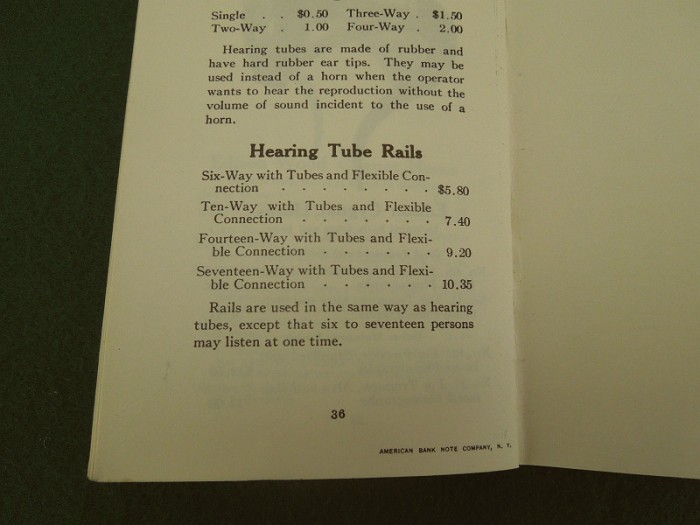 Single . . $0.50 Three-Way . $1.50
Two-Way . 1.00 Four-Way . 2.00
Hearing tubes are made of rubber and
have hard rubber ear tips. They may be
used instead of a horn when the operator
wants to hear the reproduction without the
volume of sound incident to the use of a
horn.
Hearing Tube Rails
Six-Way with Tubes and Flexible Con-
nection . . . . . . . . $5.80
Ten-Way with Tubes and Flexible
Connection . . . . . . . 7.40
Fourteen-Way with Tubes and Flexi-
ble Connection . . . . . . 9.20
Seventeen-Way with Tubes and Flexi-
ble Connection . . . . . . 10.35
Rails are used in the same way as hearing
tubes, except that six to seventeen persons
may listen at one time.
36
AMERICAN BANK NOTE COMPANY, N. Y.